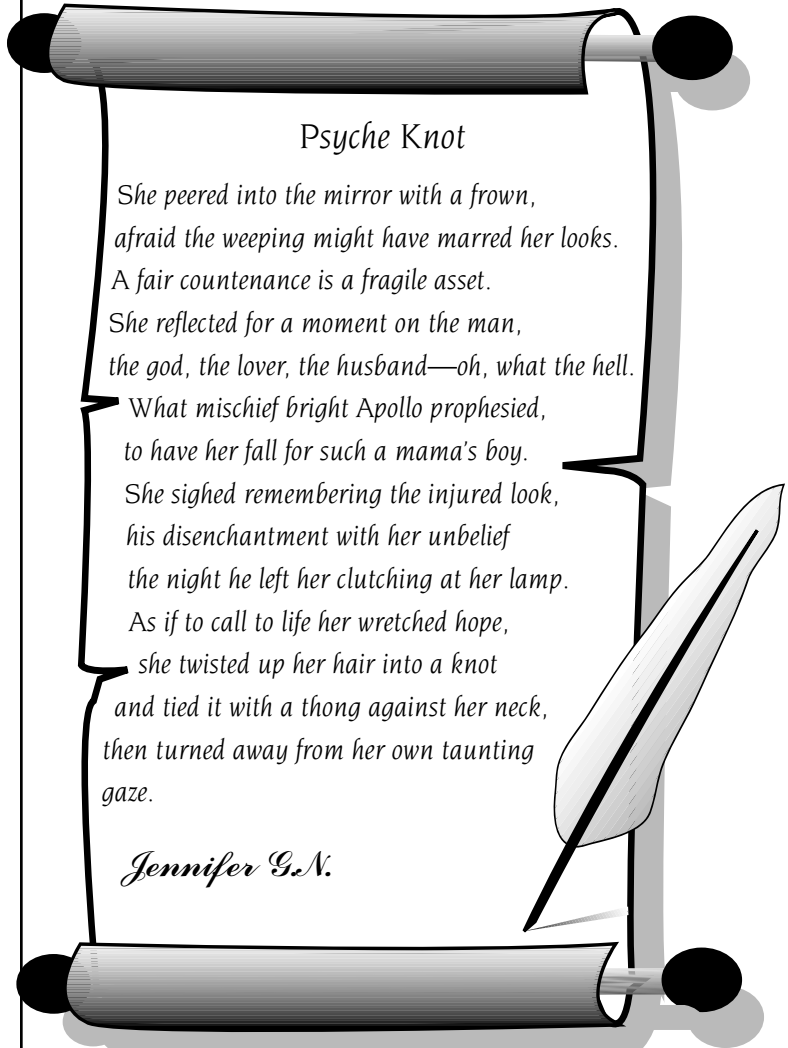 Psyche Knot
She peered into the mirror with a frown,
afraid the weeping might have marred her looks.
A fair countenance is a fragile asset.
She reflected for a moment on the man,
the god, the lover, the husband—oh, what the hell.
What mischief bright Apollo prophesied,
to have her fall for such a mama's boy.
She sighed remembering the injured look,
his disenchantment with her unbelief
the night he left her clutching at her lamp.
As if to call to life her wretched hope,
she twisted up her hair into a knot
and tied it with a thong against her neck,
then turned away from her own taunting
gaze.
Jennifer G.N.